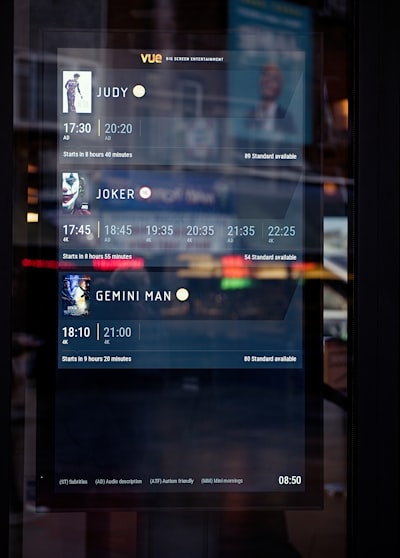 vue BIG SCREEN ENTERTAINMENT
JUDY
17:30 20:20
AD
Starts in 8 hours 40 minutes 89 Standard available
JOKER
17:45 18:45 19:35 20:35 21:35 22:25
4K AD 4K 4K AD 4K
Starts in 8 hours 55 minutes 54 Standard available
GEMINI MAN
18:10 21:00
4K 4K
Starts in 9 hours 20 minutes 80 Standard available
(ST) Subtitles (AD) Audio description (ATF) Autism friendly (MM) Mini mornings 08:50